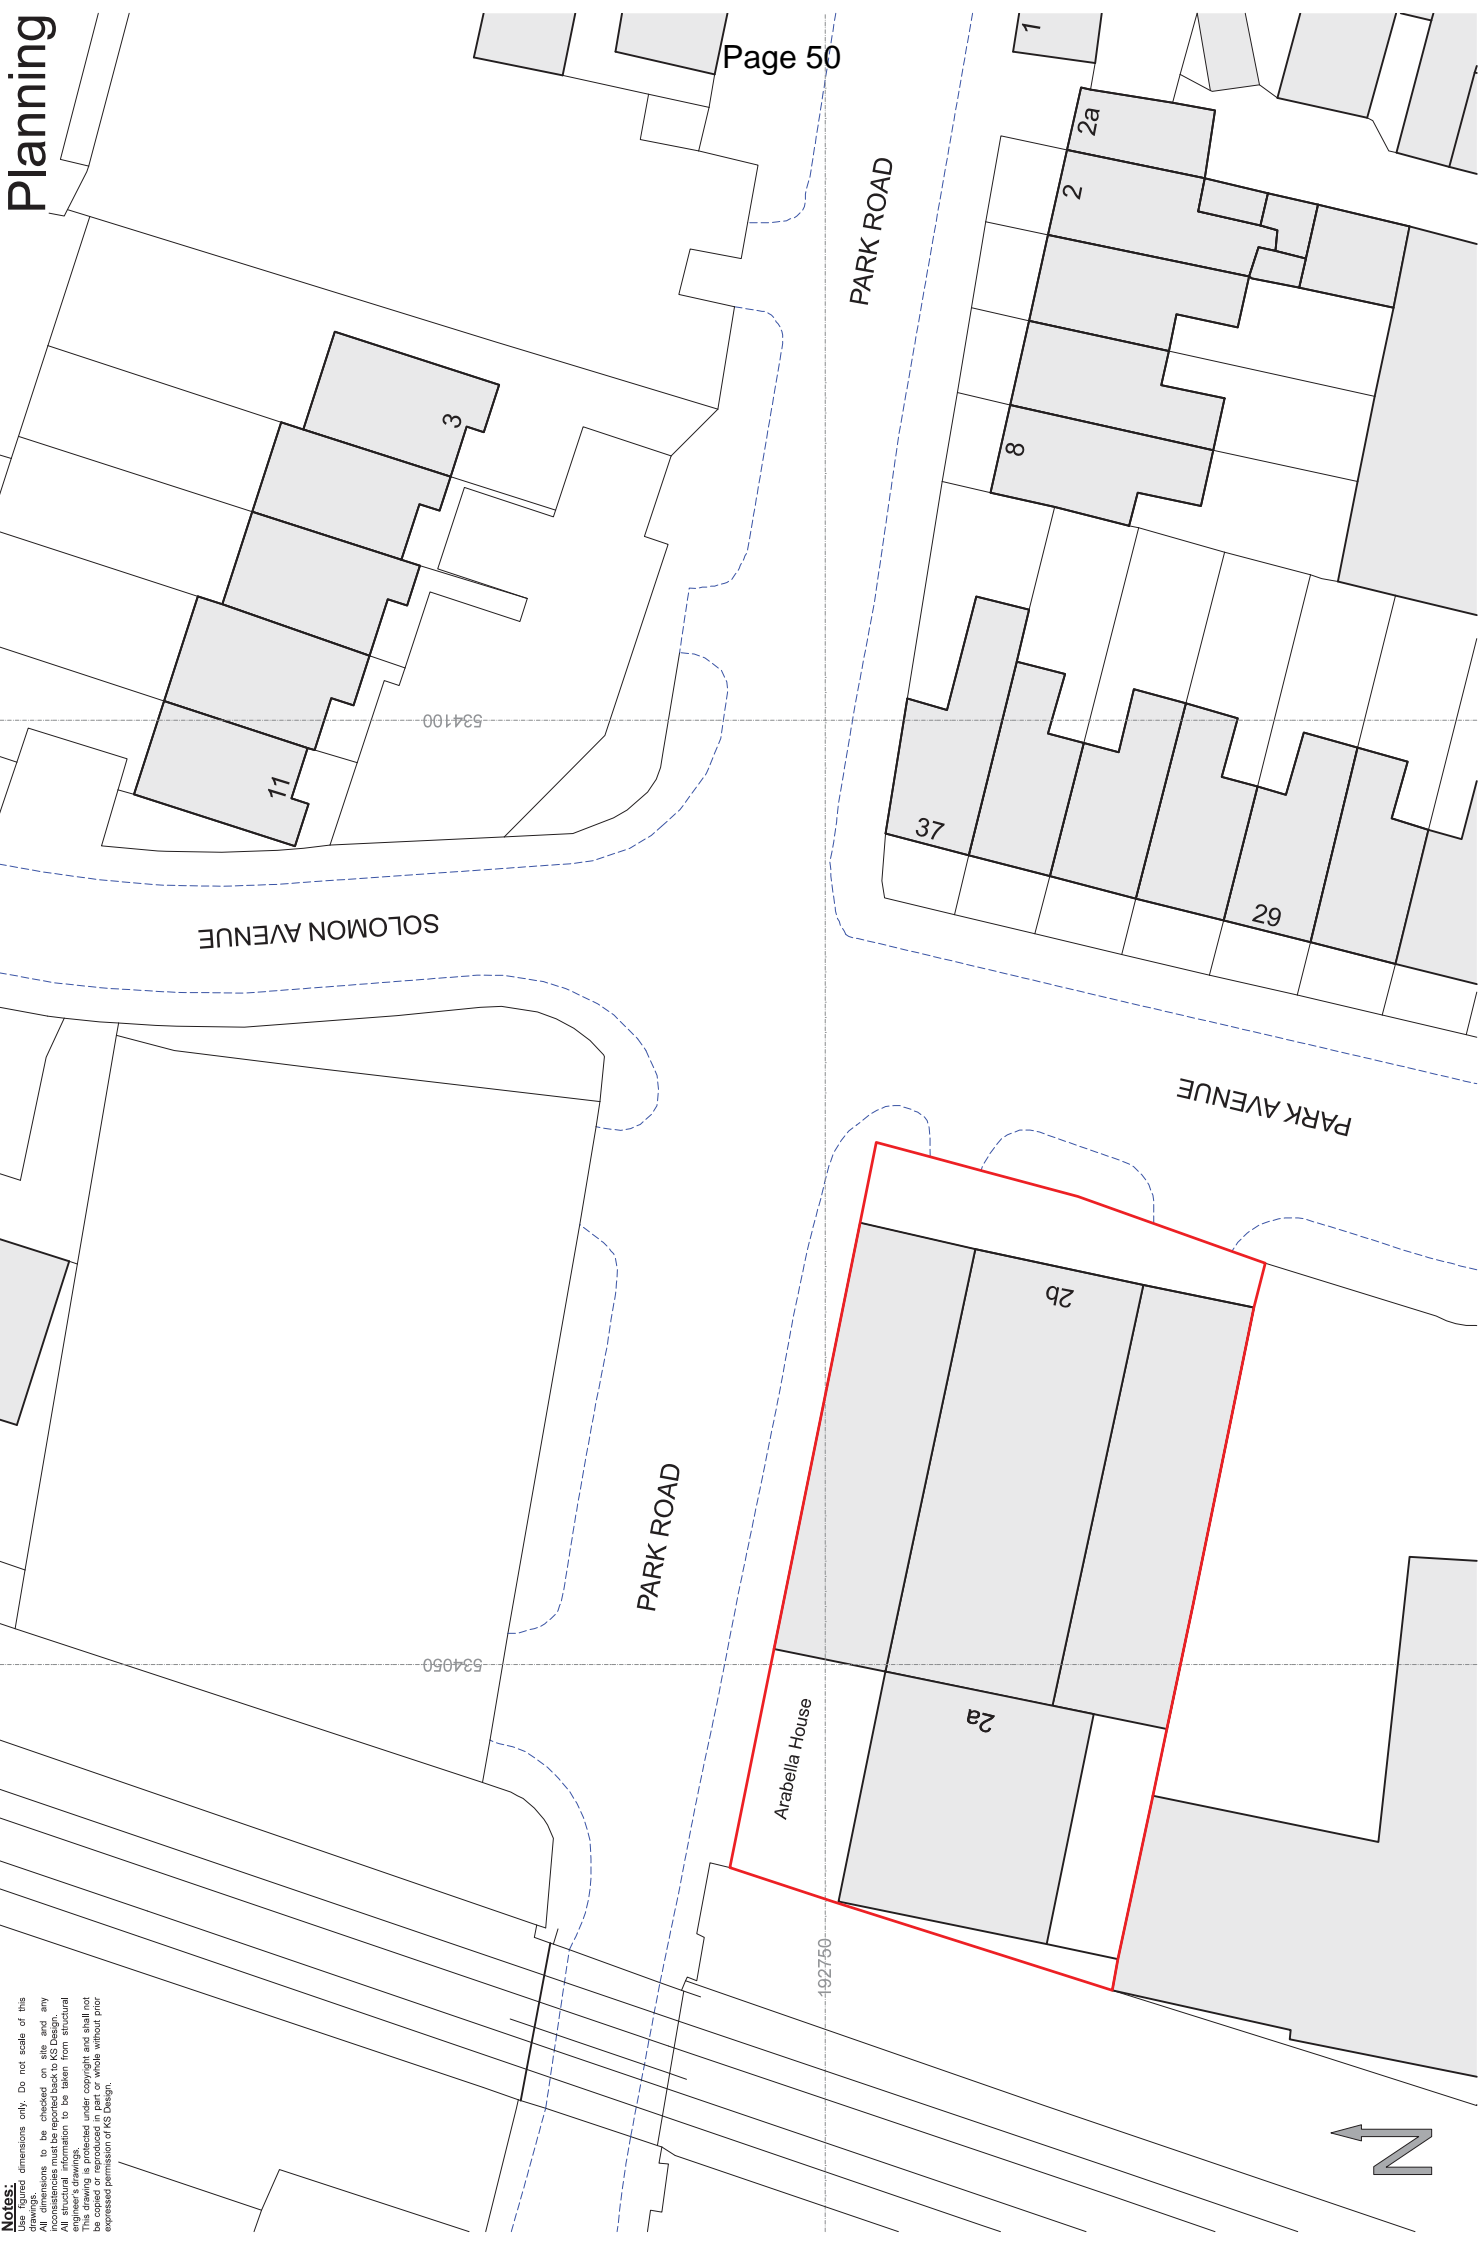 Planning
Page 50
1
2a
2
PARK ROAD
8
3
534100
11
37
29
SOLOMON AVENUE
PARK AVENUE
2b
PARK ROAD
534050
2a
Arabella House
192750
N
Notes:
Use figured dimensions only. Do not scale of this
drawings.
All dimensions to be checked on site and any
inconsistencies must be reported back to KS Design.
All structural information to be taken from structural
engineer's drawings.
This drawing is protected under copyright and shall not
be copied or reproduced in part or whole without prior
expressed permission of KS Design.